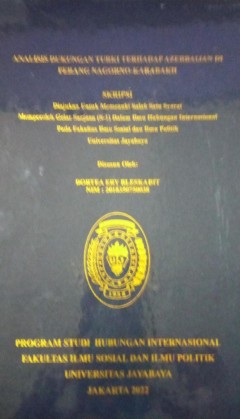 ANALISIS DUKUNGAN TURKI TERHADAP AZERBAIJAN DI
PERANG NAGORNO-KARABAKH
SKRIPSI
Diajukan Untuk Memenuhi Salah Satu Syarat
Memperoleh Gelar Sarjana (S-1) Dalam Ilmu Hubungan Internasional
Pada Fakultas Ilmu Sosial dan Ilmu Politik
Universitas Jayabaya
Disusun Oleh:
NIM :
PROGRAM STUDI HUBUNGAN INTERNASIONAL
FAKULTAS ILMU SOSIAL DAN ILMU POLITIK
UNIVERSITAS JAYABAYA
JAKARTA 2022